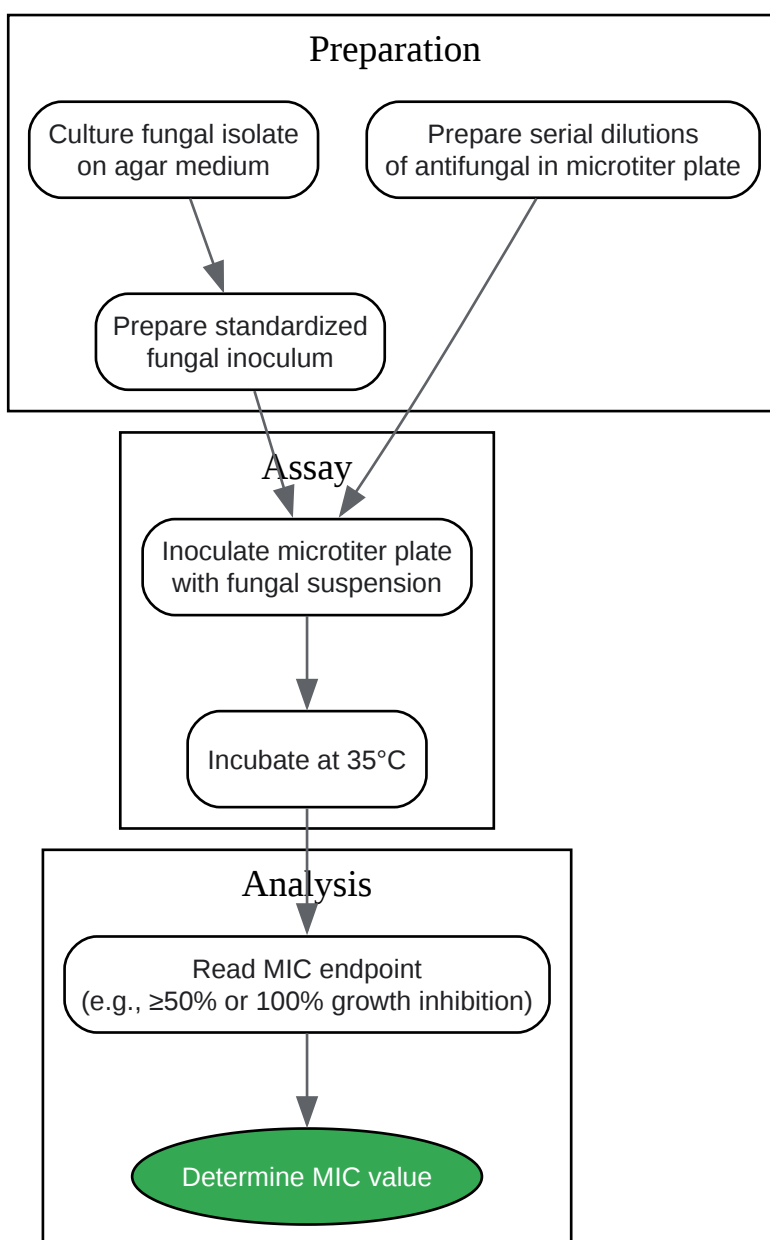 Preparation
Culture fungal isolate
on agar medium
Prepare serial dilutions
of antifungal in microtiter plate
Prepare standardized
fungal inoculum
Assay
Inoculate microtiter plate
with fungal suspension
Incubate at 35°C
Analysis
Read MIC endpoint
(e.g., ≥50% or 100% growth inhibition)
Determine MIC value